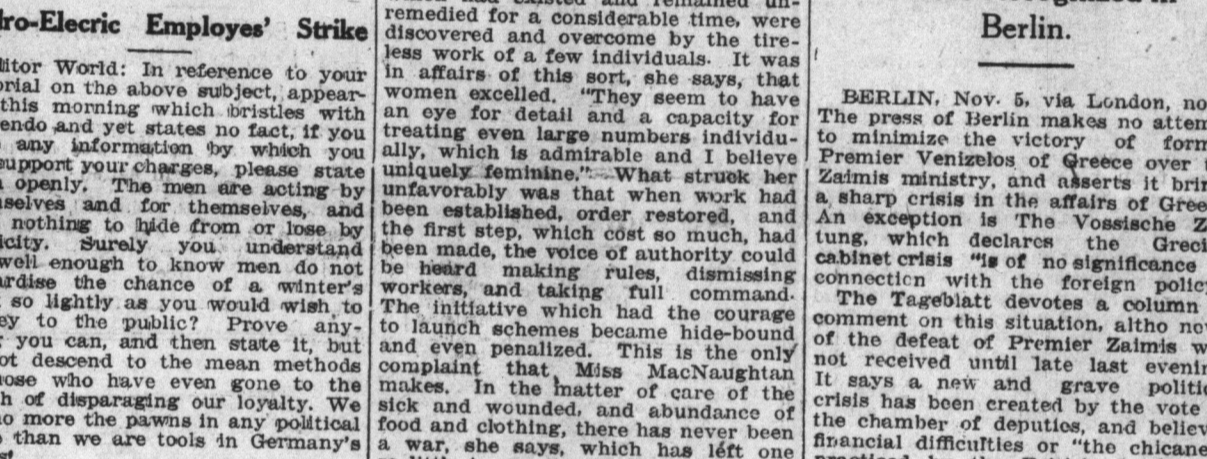 ro-Elecric Employes' Strike
itor World: In reference to your
orial on the above subject, appear-
this morning which bristles with
endo and yet states no fact, if you
any information by which you
support your charges, please state
openly. The men are acting by
selves and for themselves, and
nothing to hide from or lose by
icity. Surely you understand
well enough to know men do not
ardise the chance of a winter's
so lightly as you would wish to
ey to the public? Prove any-
you can, and then state it, but
ot descend to the mean methods
hose who have even gone to the
h of disparaging our loyalty. We
no more the pawns in any political
than we are tools in Germany's
remedied for a considerable time, were
discovered and overcome by the tire-
less work of a few individuals. It was
in affairs of this sort, she says, that
women excelled. "They seem to have
an eye for detail and a capacity for
treating even large numbers individu-
ally, which is admirable and I believe
uniquely feminine." What struck her
unfavorably was that when work had
been established, order restored, and
the first step, which cost so much, had
been made, the voice of authority could
be heard making rules, dismissing
workers, and taking full command.
The initiative which had the courage
to launch schemes became hide-bound
and even penalized. This is the only
complaint that Miss MacNaughtan
makes. In the matter of care of the
sick and wounded, and abundance of
food and clothing, there has never been
a war, she says, which has left one
Berlin.
BERLIN, Nov. 5, via London, no
The press of Berlin makes no attem
to minimize the victory of form
Premier Venizelos of Greece over
Zaimis ministry, and asserts it brin
a sharp crisis in the affairs of Gree
An exception is The Vossische Z
tung, which declares the Greci
cabinet crisis "is of no significance
connection with the foreign policy
The Tageblatt devotes a column
comment on this situation, altho ne
of the defeat of Premier Zaimis w
not received until late last evenin
It says a new and grave politic
crisis has been created by the vote
the chamber of deputies, and believ
financial difficulties or "the chicane